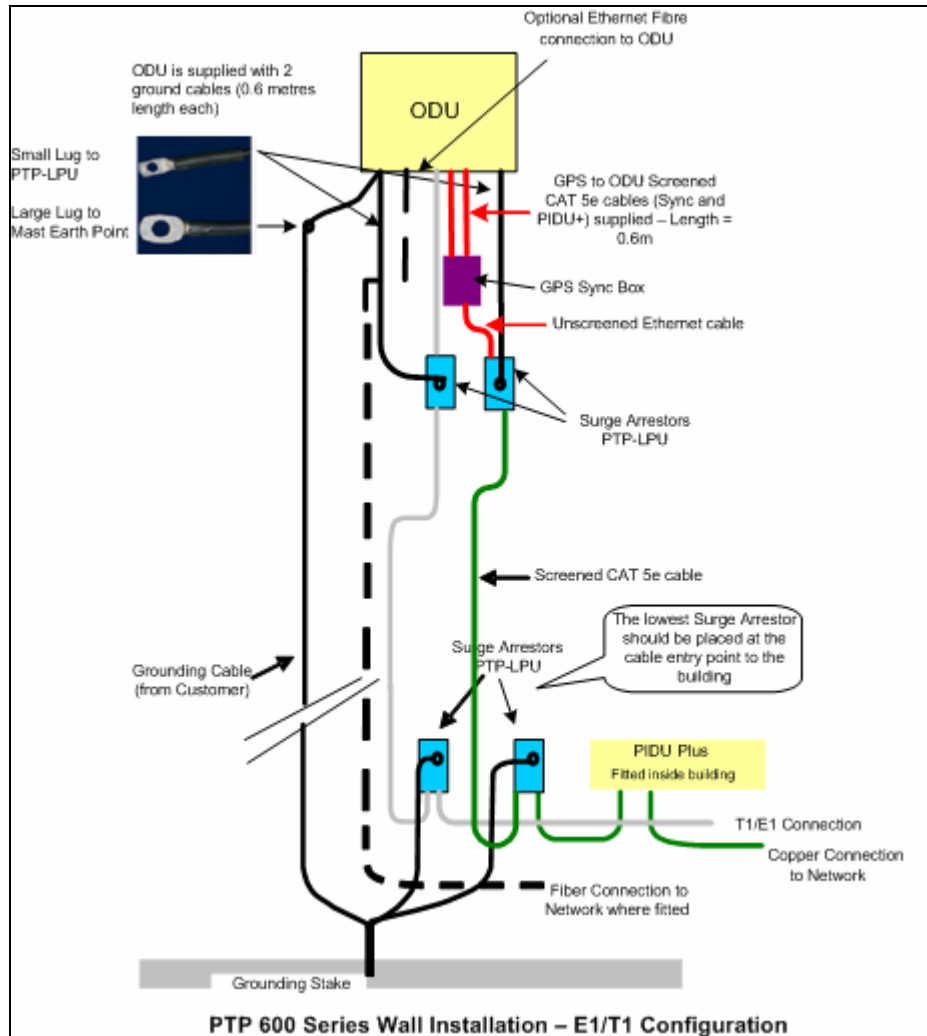 Optional Ethernet Fibre
connection to ODU
ODU is supplied with 2
ground cables (0.6 metres
length each)
ODU
Small Lug to
PTP-LPU
Large Lug to
Mast Earth Point
GPS to ODU Screened
CAT 5e cables (Sync and
PIDU+) supplied – Length =
0.6m
GPS Sync Box
Unscreened Ethernet cable
Surge Arrestors
PTP-LPU
Screened CAT 5e cable
The lowest Surge Arrestor
should be placed at the
cable entry point to the
building
Surge Arrestors
PTP-LPU
Grounding Cable
(from Customer)
PIDU Plus
Fitted inside building
T1/E1 Connection
Copper Connection
to Network
Fiber Connection to
Network where fitted
Grounding Stake
PTP 600 Series Wall Installation – E1/T1 Configuration